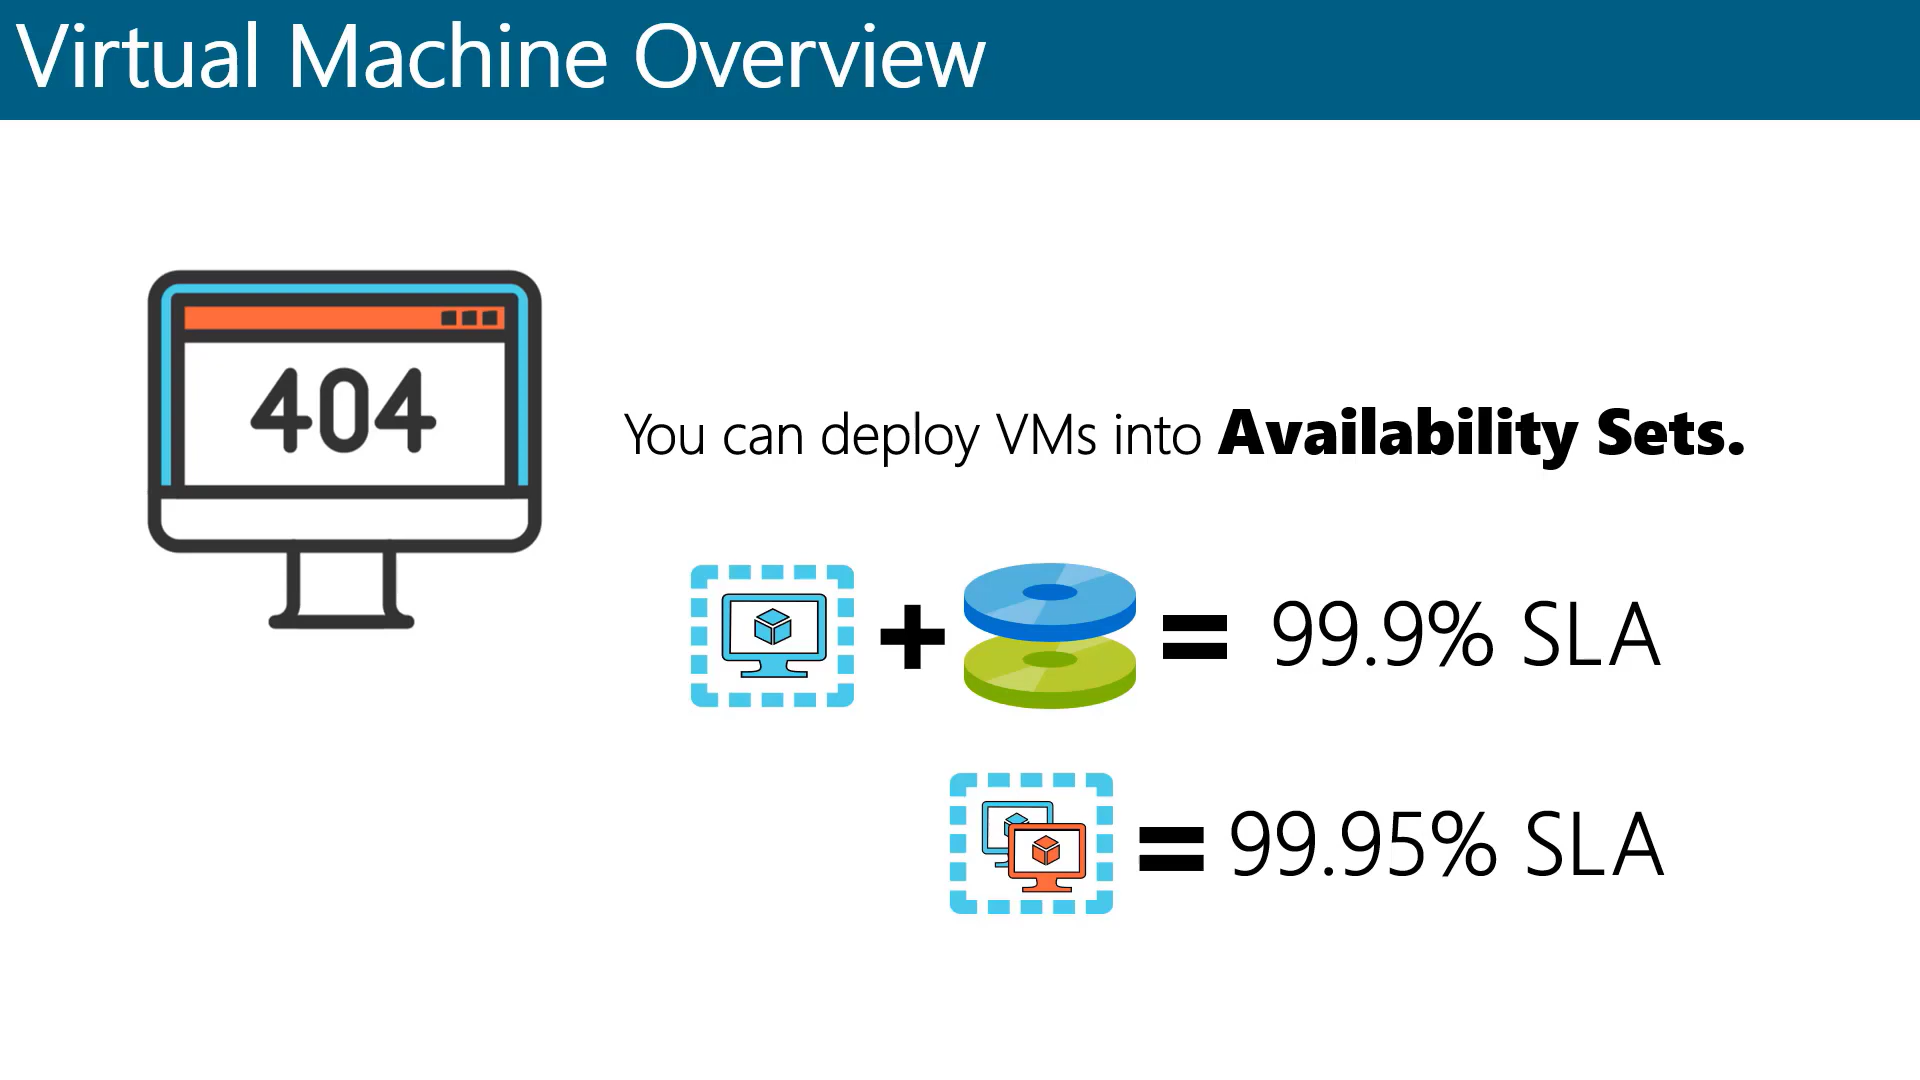 Virtual Machine Overview
404
You can deploy VMs into Availability Sets.
+ = 99.9% SLA
= 99.95% SLA